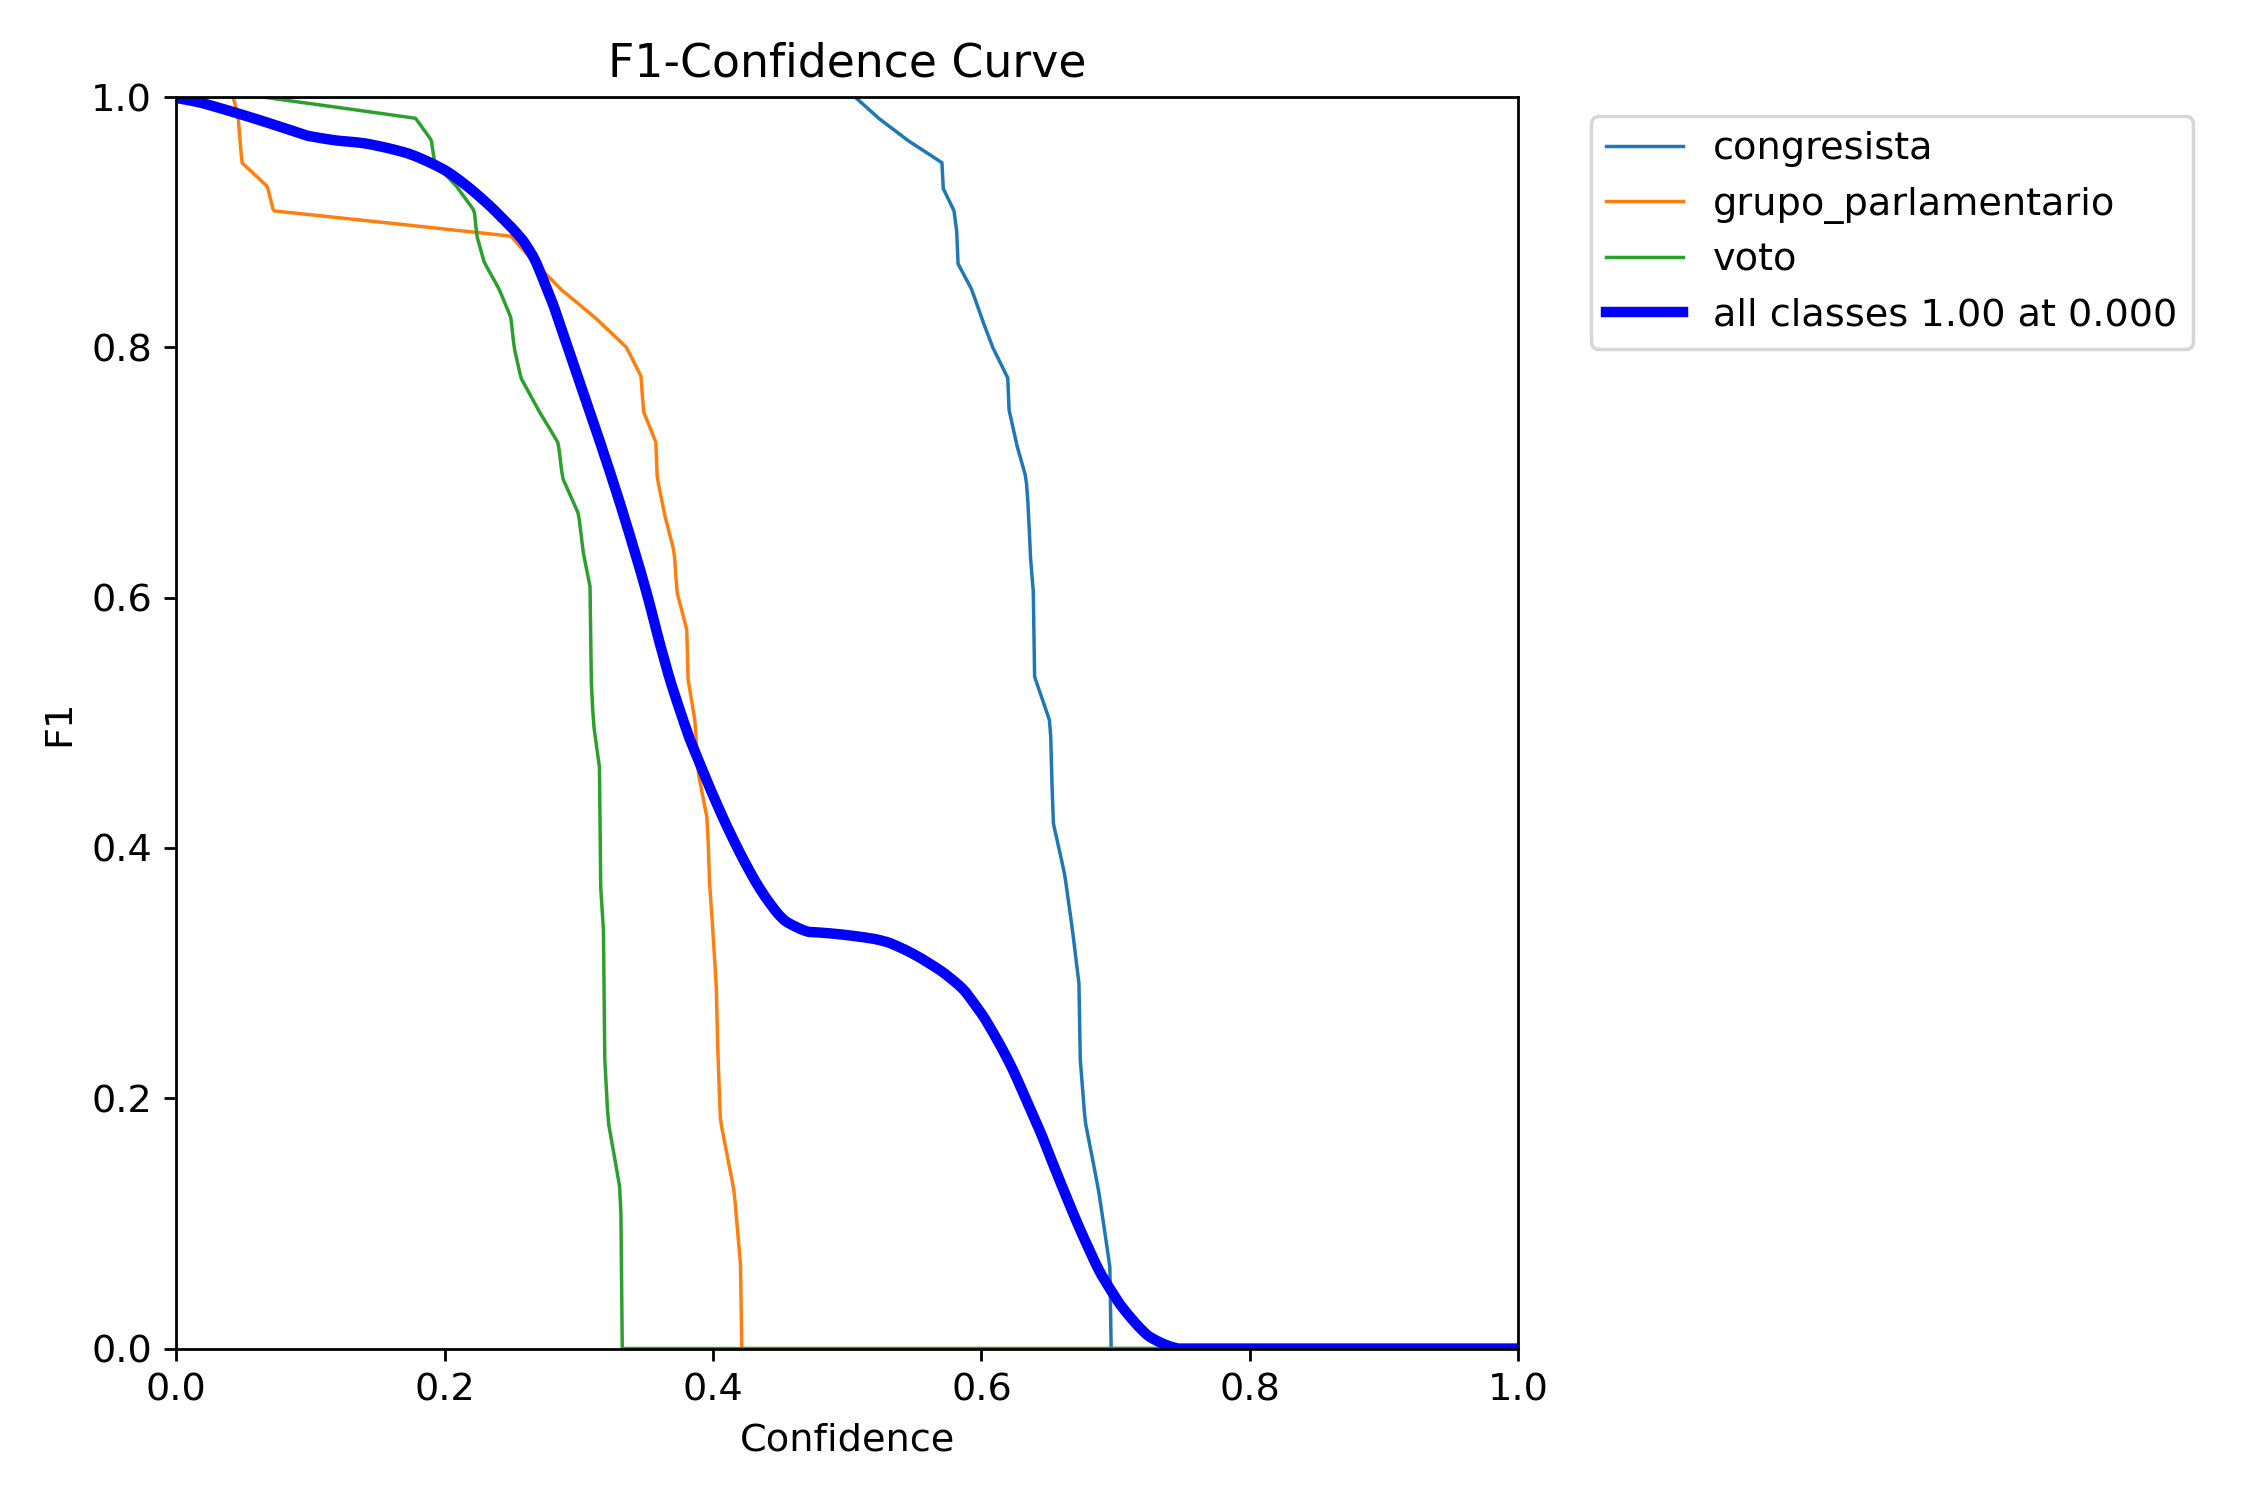 F1-Confidence Curve
1.0
0.8
0.6
0.4
0.2
0.0
F1
0.0 0.2 0.4 0.6 0.8 1.0
Confidence
congresista
grupo_parlamentario
voto
all classes 1.00 at 0.000